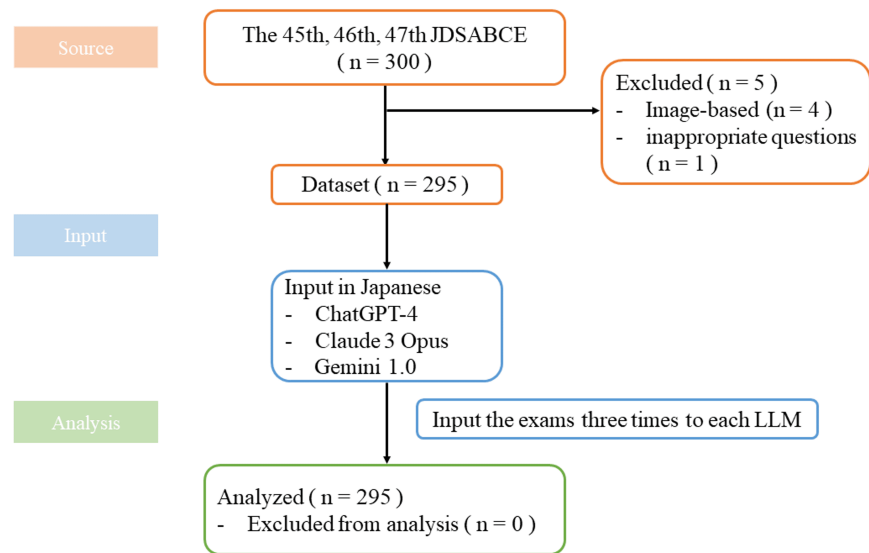 Source
The 45th, 46th, 47th JDSABCE
( n = 300 )
Excluded ( n = 5 )
- Image-based (n = 4 )
- inappropriate questions
( n = 1 )
Dataset ( n = 295 )
Input
Input in Japanese
- ChatGPT-4
- Claude 3 Opus
- Gemini 1.0
Analysis
Input the exams three times to each LLM
Analyzed ( n = 295 )
- Excluded from analysis ( n = 0 )